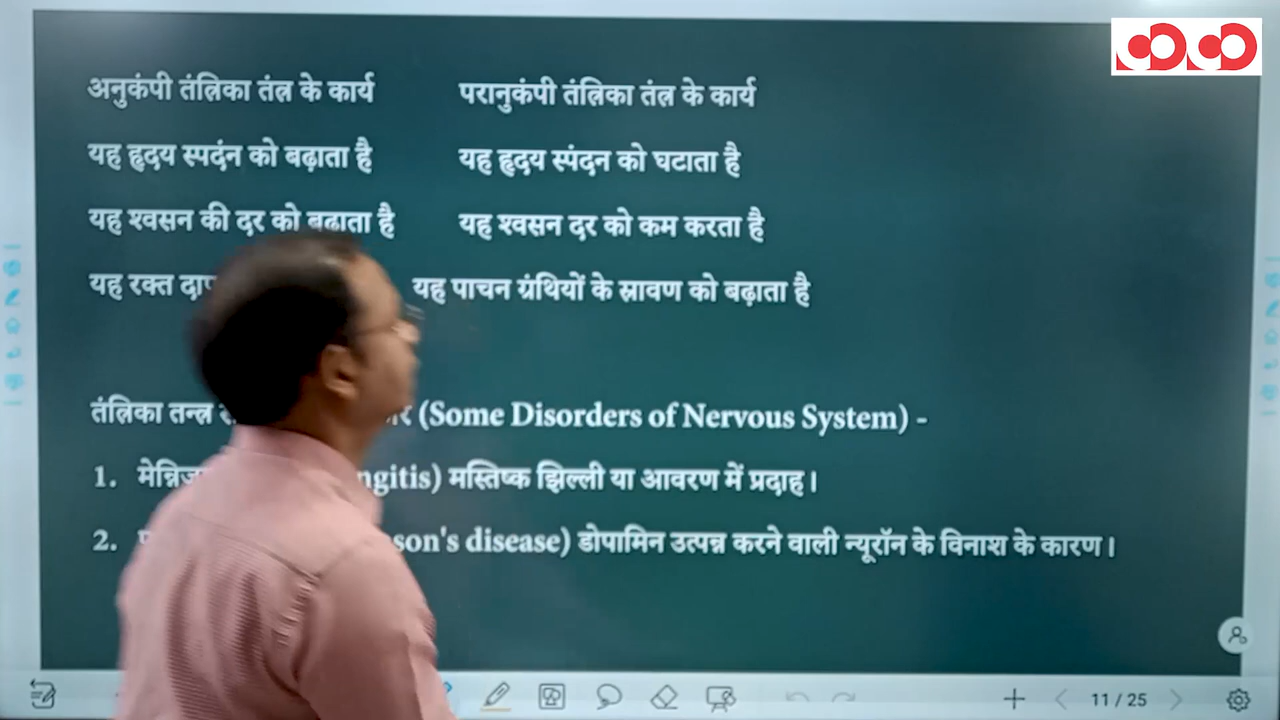 अनुकंपी तंत्रिका तंत्र के कार्य परानुकंपी तंत्रिका तंत्र के कार्य
यह हृदय स्पदंन को बढ़ाता है यह हृदय स्पंदन को घटाता है
यह श्वसन की दर को बढ़ाता है यह श्वसन दर को कम करता है
यह रक्त यह पाचन ग्रंथियों के स्रावण को बढ़ाता है
तंत्रिका तन्त्र (Some Disorders of Nervous System) -
1. मस्तिष्क झिल्ली या आवरण में प्रदाह।
2. disease) डोपामिन उत्पन्न करने वाली न्यूरॉन के विनाश के कारण।
11 / 25